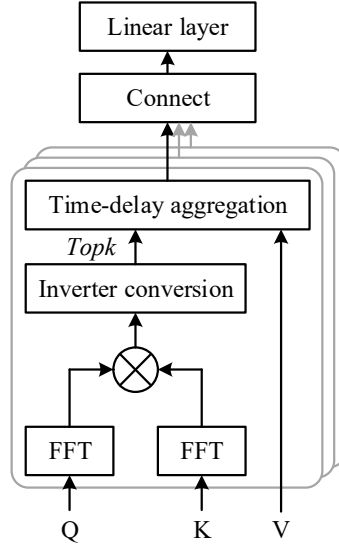 Linear layer
Connect
Time-delay aggregation
Topk
Inverter conversion
FFT FFT
Q K V